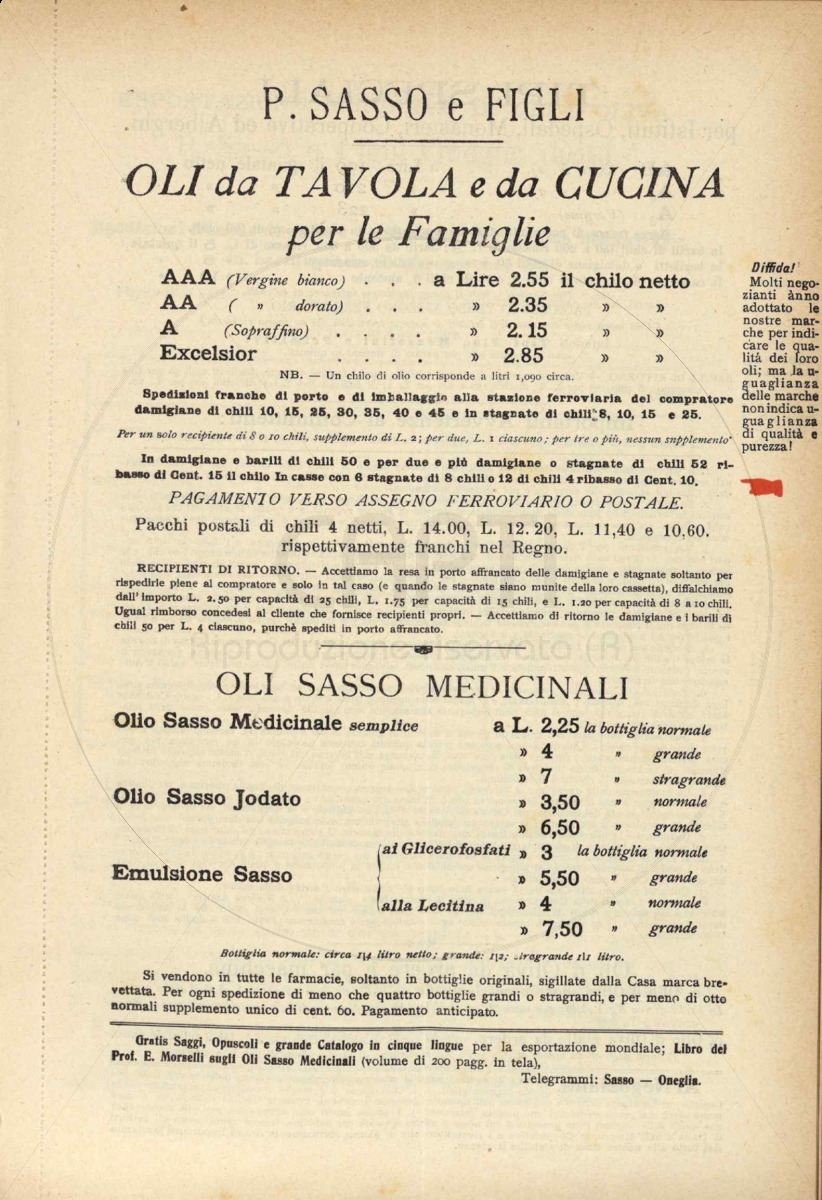 P. SASSO e FIGLI
OLI da TAVOLA e da CUCINA
per le Famiglie
AAA (Vergine bianco) . . . a Lire 2.55 il chilo netto
AA ( » dorato) . . . » 2.35 » »
A (Sopraffino) . . . . » 2.15 » »
Excelsior . . . . » 2.85 » »
NB. — Un chilo di olio corrisponde a litri 1,090 circa.
Spedizioni franche di porto e di imballaggio alla stazione ferroviaria del compratore
damigiane di chili 10, 15, 25, 30, 35, 40 e 45 e in stagnate di chili 8, 10, 15 e 25.
Per un solo recipiente di 8 o 10 chili, supplemento di L. 2; per due, L. 1 ciascuno; per tre o più, nessun snpplemento
In damigiane e barili di chili 50 e per due e più damigiane o stagnate di chili 52 ri-
basso di Cent. 15 il chilo In casse con 6 stagnate di 8 chili o 12 di chili 4 ribasso di Cent. 10.
PAGAMENTO VERSO ASSEGNO FERROVIARIO O POSTALE.
Pacchi postali di chili 4 netti, L. 14.00, L. 12.20, L. 11,40 e 10,60.
rispettivamente franchi nel Regno.
RECIPIENTI DI RITORNO. — Accettiamo la resa in porto affrancato delle damigiane e stagnate soltanto per
rispedirle piene al compratore e solo in tal caso (e quando le stagnate siano munite della loro cassetta), diffalchiamo
dall'importo L. 2.50 per capacità di 25 chili, L. 1.75 per capacità di 15 chili, e L. 1.20 per capacità di 8 a 10 chili.
Ugual rimborso concedesi al cliente che fornisce recipienti propri. — Accettiamo di ritorno le damigiane e i barili di
chili 50 per L. 4 ciascuno, purchè spediti in porto affrancato.
Diffida!
Molti nego-
zianti ànno
adottato le
nostre mar-
che per indi-
care le qua-
litá dei loro
oli; ma la u-
guaglianza
delle marche
non indica u-
guaglianza
di qualità e
purezza!
Riproduzione riservata (R)
OLI SASSO MEDICINALI
Olio Sasso Medicinale semplice a L. 2,25 la bottiglia normale
» 4 » grande
» 7 » stragrande
Olio Sasso Jodato » 3,50 » normale
» 6,50 » grande
Emulsione Sasso ai Glicerofosfati » 3 la bottiglia normale
» 5,50 » grande
alla Lecitina » 4 » normale
» 7,50 » grande
Bottiglia normale: circa 1|4 litro netto; grande: 1|2; stragrande 1|1 litro.
Si vendono in tutte le farmacie, soltanto in bottiglie originali, sigillate dalla Casa marca bre-
vettata. Per ogni spedizione di meno che quattro bottiglie grandi o stragrandi, e per meno di otto
normali supplemento unico di cent. 60. Pagamento anticipato.
Gratis Saggi, Opuscoli e grande Catalogo in cinque lingue per la esportazione mondiale; Libro del
Prof. E. Morselli sugli Oli Sasso Medicinali (volume di 200 pagg. in tela),
Telegrammi: Sasso — Oneglia.